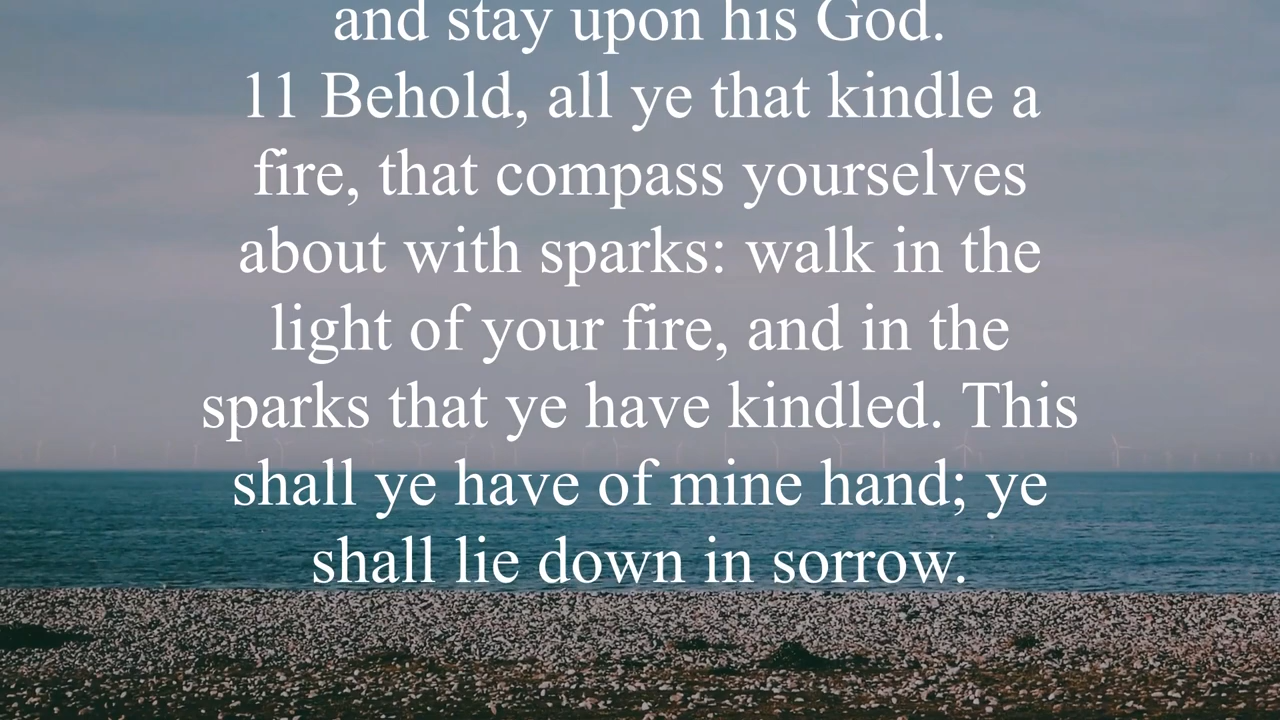 and stay upon his God.
11 Behold, all ye that kindle a
fire, that compass yourselves
about with sparks: walk in the
light of your fire, and in the
sparks that ye have kindled. This
shall ye have of mine hand; ye
shall lie down in sorrow.